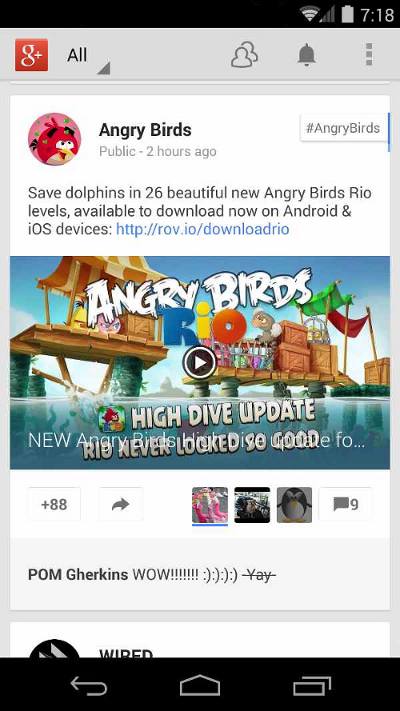 7:18
g+ All
Angry Birds
#AngryBirds
Public - 2 hours ago
Save dolphins in 26 beautiful new Angry Birds Rio
levels, available to download now on Android &
iOS devices: http://rov.io/downloadrio
ANGRY BIRDS
Rio
HIGH DIVE UPDATE
NEW Angry Birds High Dive update fo...
RIO NEVER LOOKED SO GOOD
+88
9
POM Gherkins WOW!!!!!!! :):):):) -Yay-
WIRED